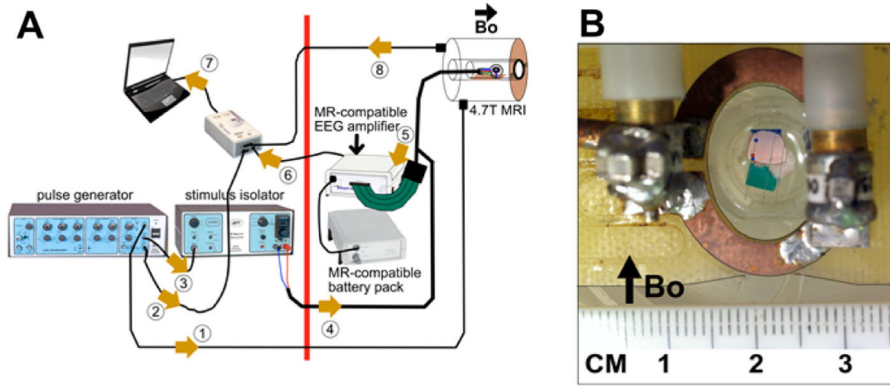 A
B
Bo
7
8
4.7T MRI
MR-compatible
EEG amplifier
5
6
pulse generator
stimulus isolator
MR-compatible
battery pack
3
2
4
1
Bo
CM 1 2 3